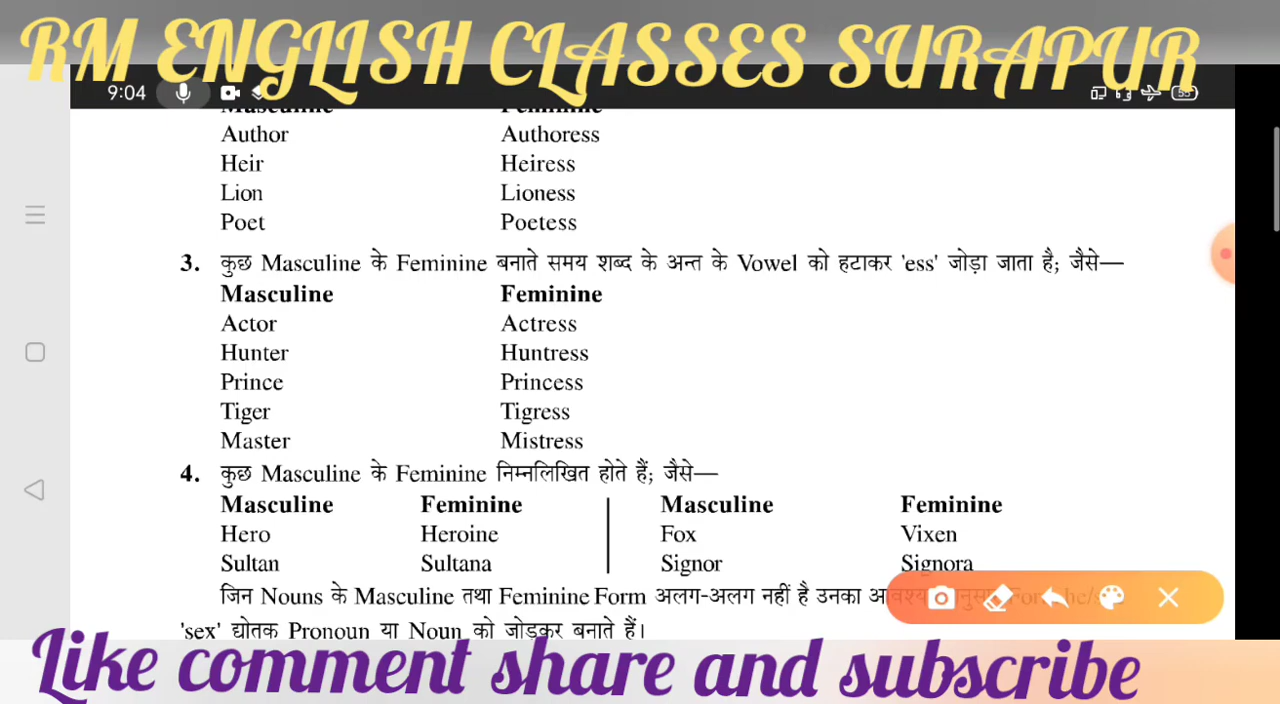 RM ENGLISH CLASSES SURAPUR
9:04
55
Masculine Feminine
Author Authoress
Heir Heiress
Lion Lioness
Poet Poetess
3. कुछ Masculine के Feminine बनाते समय शब्द के अन्त के Vowel को हटाकर 'ess' जोड़ा जाता है; जैसे—
Masculine Feminine
Actor Actress
Hunter Huntress
Prince Princess
Tiger Tigress
Master Mistress
4. कुछ Masculine के Feminine निम्नलिखित होते हैं; जैसे—
Masculine Feminine Masculine Feminine
Hero Heroine Fox Vixen
Sultan Sultana Signor Signora
जिन Nouns के Masculine तथा Feminine Form अलग-अलग नहीं है उनका
'sex' द्योतक Pronoun या Noun को जोड़कर बनाते हैं।
Like comment share and subscribe